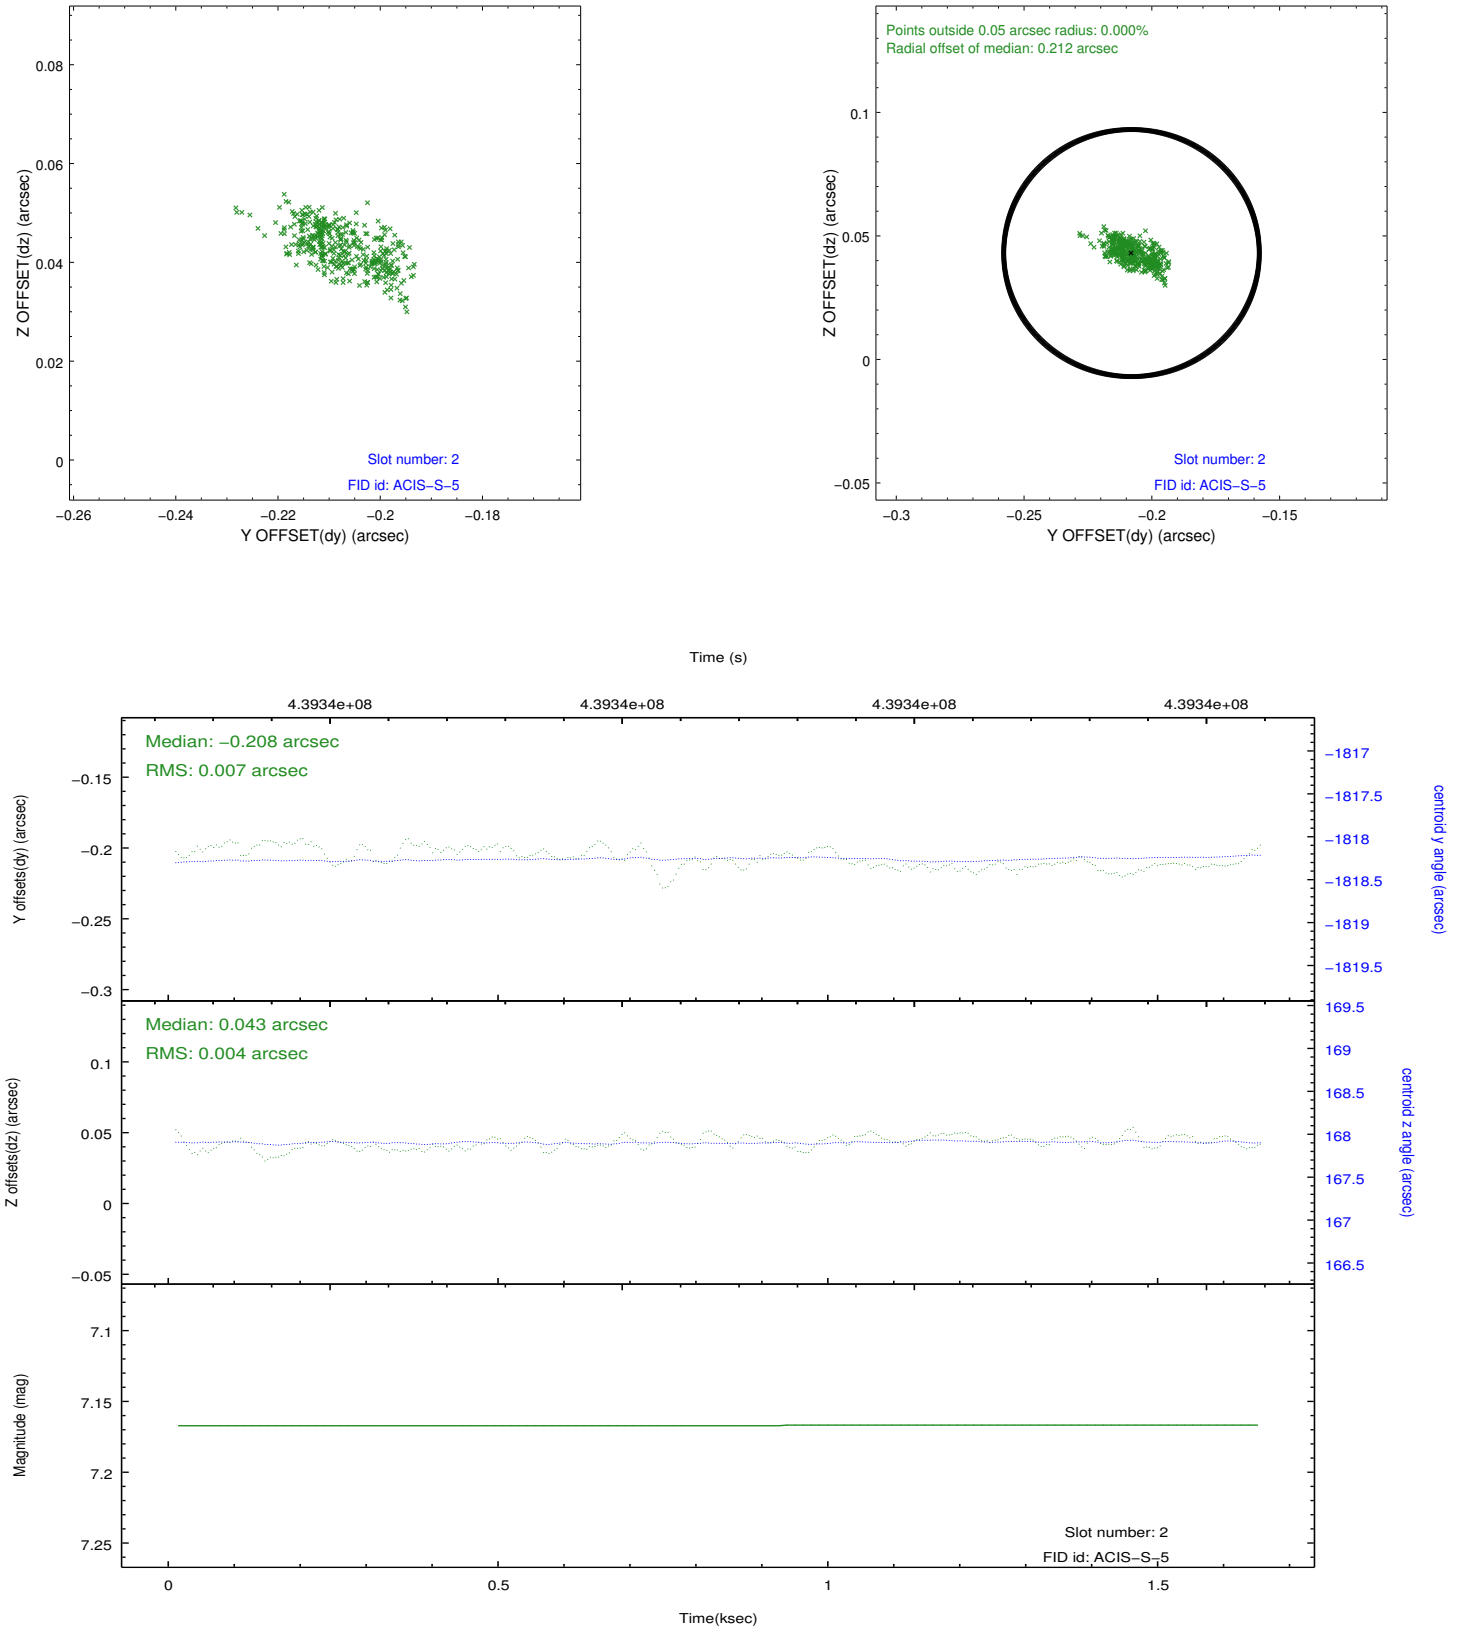 0.08
0.06
0.04
0.02
0
Z OFFSET(dz) (arcsec)
Slot number: 2
FID id: ACIS−S−5
−0.26 −0.24 −0.22 −0.2 −0.18
Y OFFSET(dy) (arcsec)
Points outside 0.05 arcsec radius: 0.000%
Radial offset of median: 0.212 arcsec
0.1
0.05
0
−0.05
Z OFFSET(dz) (arcsec)
Slot number: 2
FID id: ACIS−S−5
−0.3 −0.25 −0.2 −0.15
Y OFFSET(dy) (arcsec)
Time (s)
4.3934e+08 4.3934e+08 4.3934e+08 4.3934e+08
Median: −0.208 arcsec
RMS: 0.007 arcsec
−0.15
−0.2
−0.25
−0.3
Y offsets(dy) (arcsec)
−1817
−1817.5
−1818
−1818.5
−1819
−1819.5
centroid y angle (arcsec)
Median: 0.043 arcsec
RMS: 0.004 arcsec
0.1
0.05
0
−0.05
Z offsets(dz) (arcsec)
169.5
169
168.5
168
167.5
167
166.5
centroid z angle (arcsec)
7.1
7.15
7.2
7.25
Magnitude (mag)
Slot number: 2
FID id: ACIS−S−5
0 0.5 1 1.5
Time(ksec)